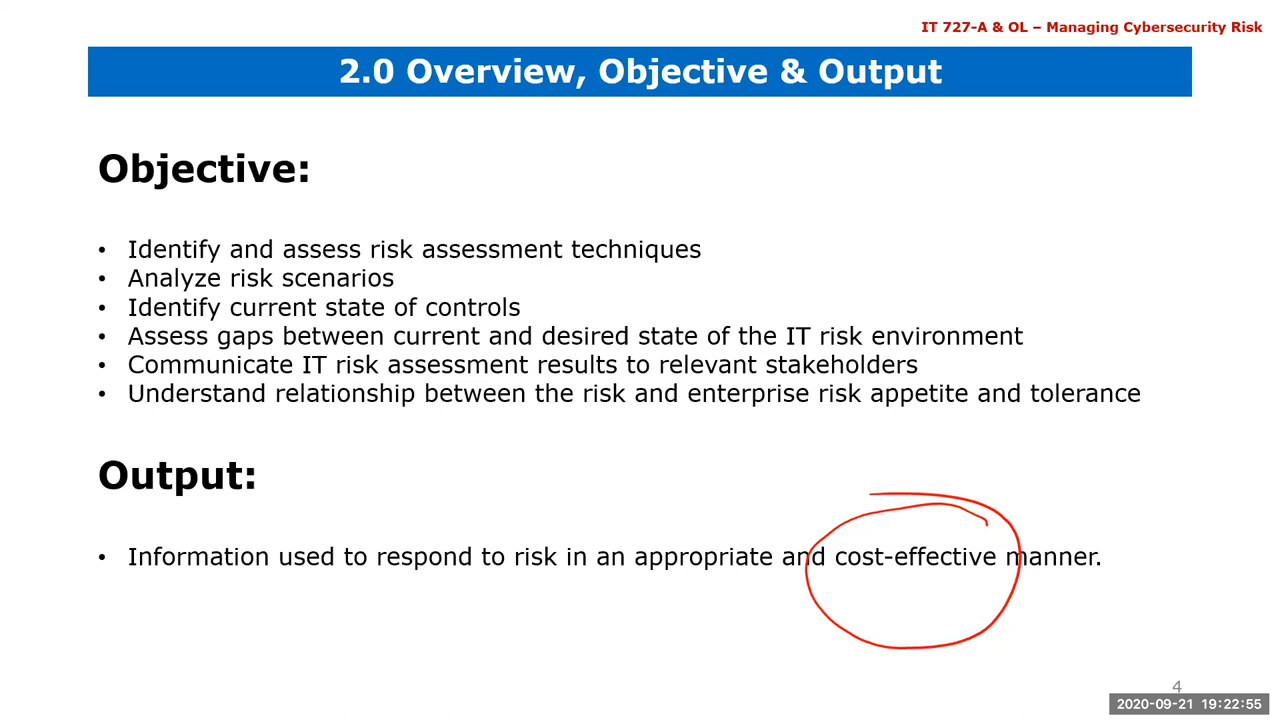 IT 727-A & OL – Managing Cybersecurity Risk
2.0 Overview, Objective & Output
Objective:
• Identify and assess risk assessment techniques
• Analyze risk scenarios
• Identify current state of controls
• Assess gaps between current and desired state of the IT risk environment
• Communicate IT risk assessment results to relevant stakeholders
• Understand relationship between the risk and enterprise risk appetite and tolerance
Output:
• Information used to respond to risk in an appropriate and cost-effective manner.
4
2020-09-21 19:22:55